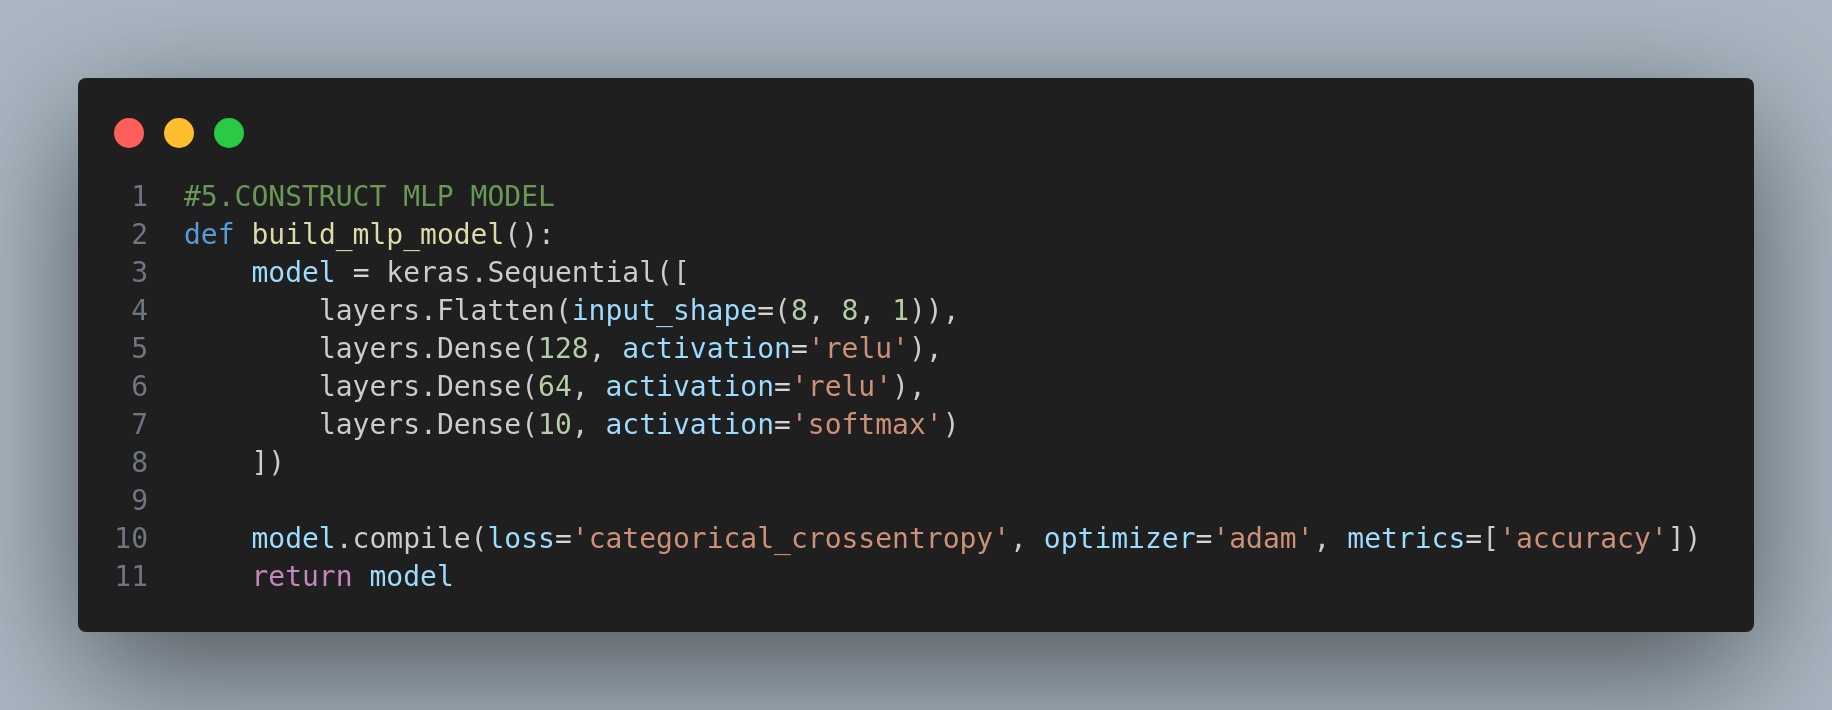 1 #5.CONSTRUCT MLP MODEL
2 def build_mlp_model():
3     model = keras.Sequential([
4         layers.Flatten(input_shape=(8, 8, 1)),
5         layers.Dense(128, activation='relu'),
6         layers.Dense(64, activation='relu'),
7         layers.Dense(10, activation='softmax')
8     ])
9
10     model.compile(loss='categorical_crossentropy', optimizer='adam', metrics=['accuracy'])
11     return model